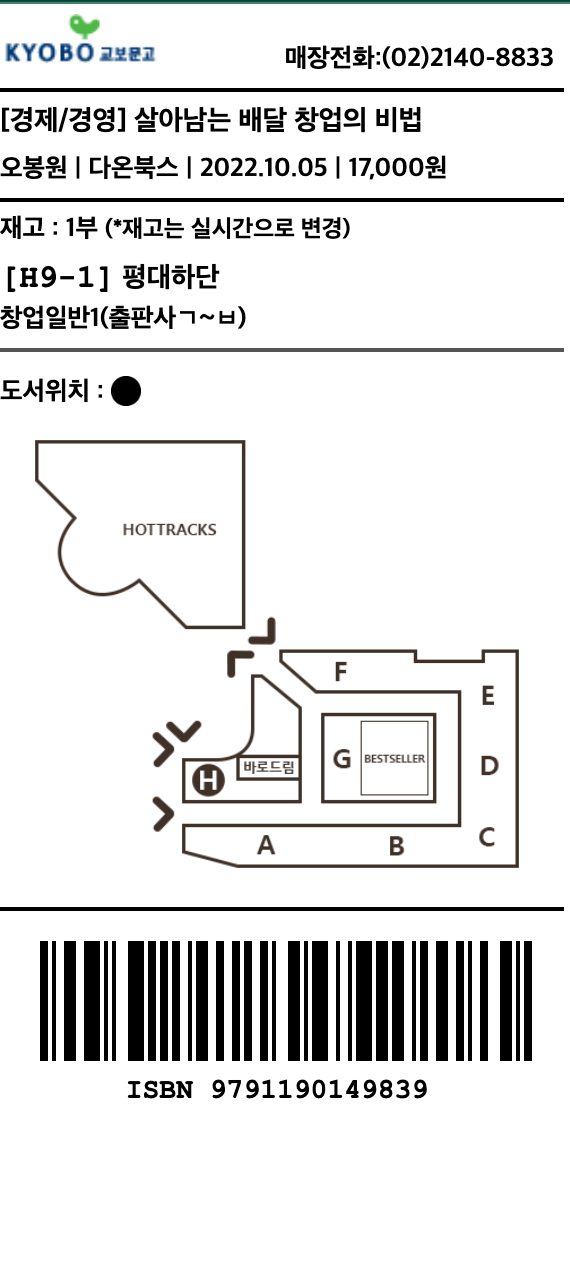 KYOBO 교보문고
매장전화:(02)2140-8833
[경제/경영] 살아남는 배달 창업의 비법
오봉원 | 다온북스 | 2022.10.05 | 17,000원
재고 : 1부 (*재고는 실시간으로 변경)
[H9-1] 평대하단
창업일반1(출판사ㄱ~ㅂ)
도서위치 :
HOTTRACKS
F
E
G
BESTSELLER
D
바로드림
H
A
B
C
ISBN 9791190149839